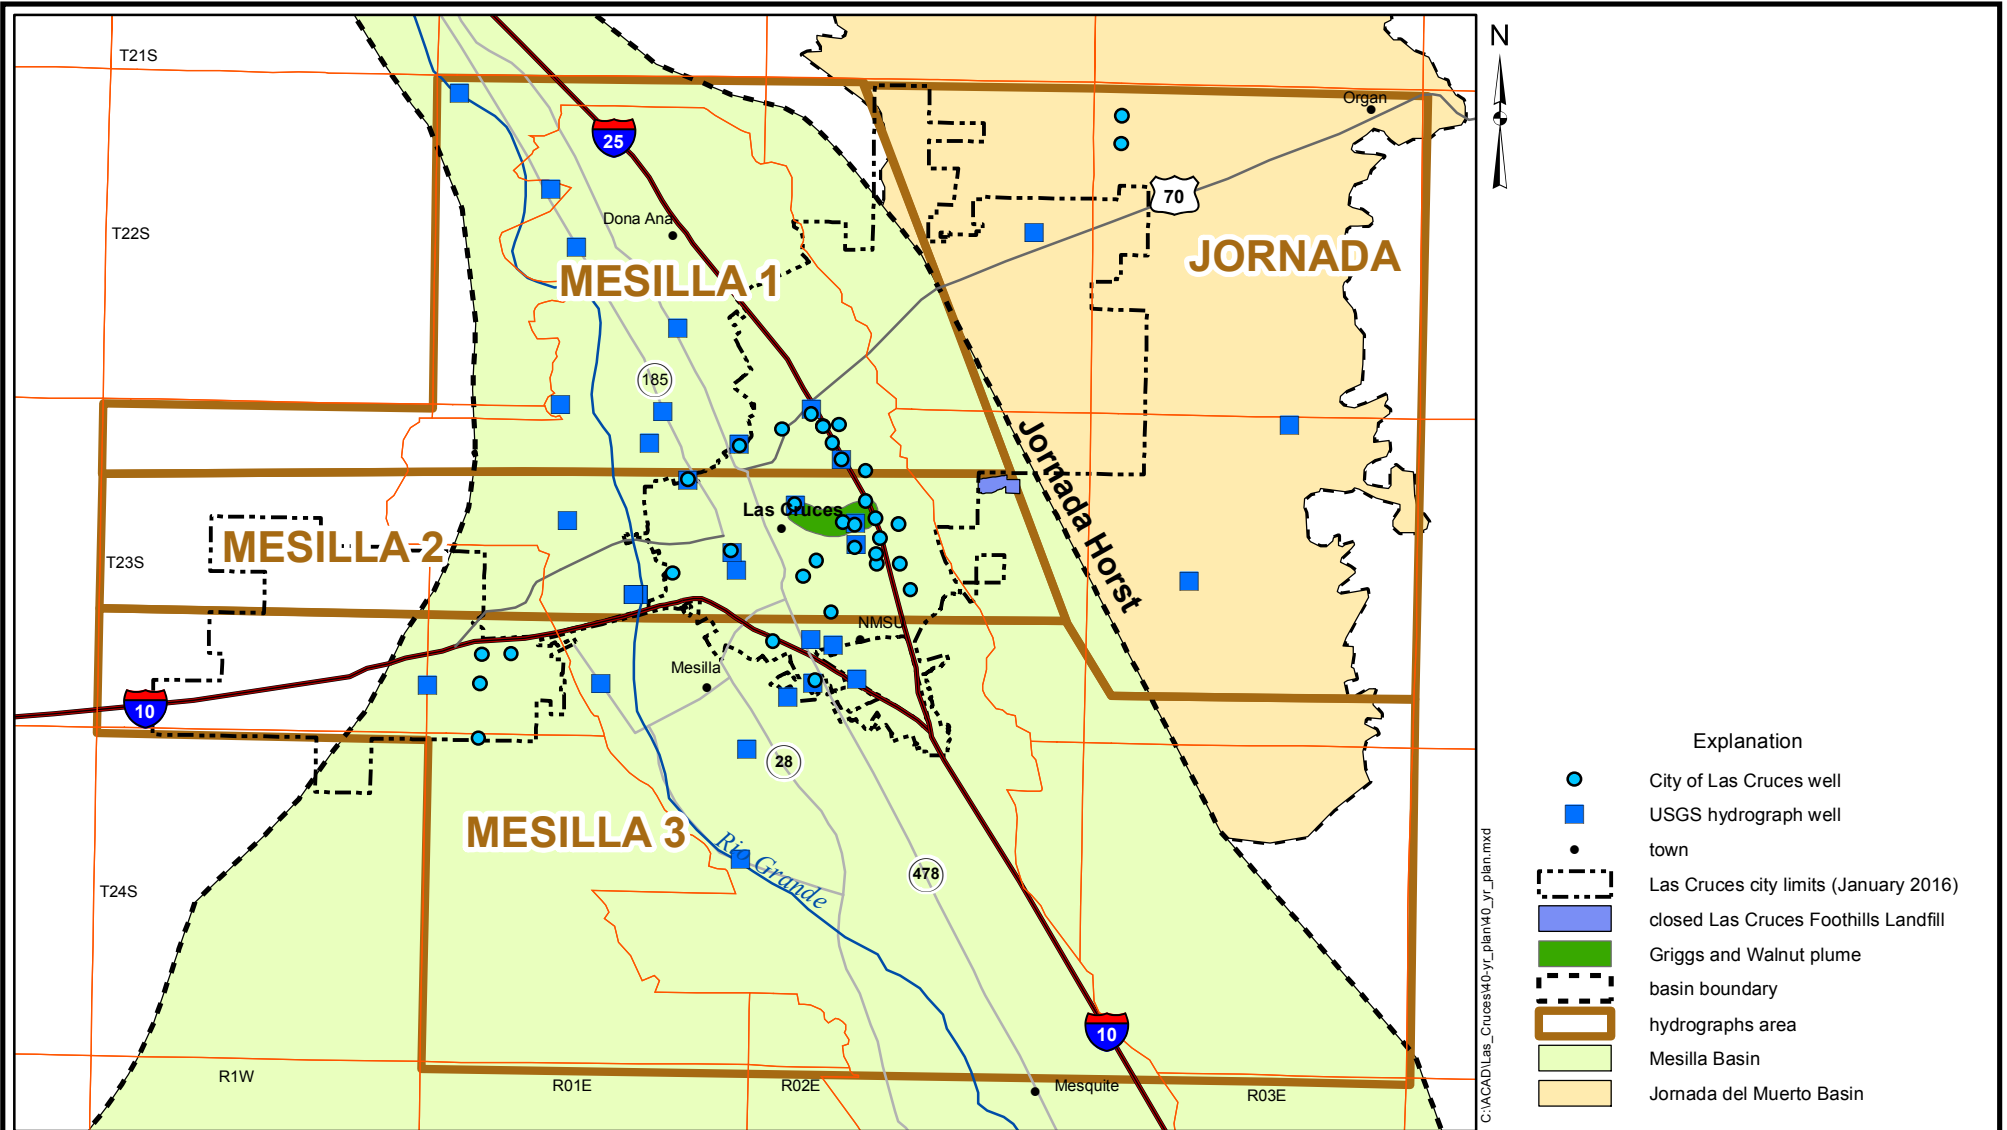 T21S
N
Organ
25
70
Dona Ana
T22S
JORNADA
MESILLA 1
185
Jornada Horst
Las Cruces
MESILLA 2
T23S
NMSU
Mesilla
10
Explanation
28
City of Las Cruces well
USGS hydrograph well
MESILLA 3
town
Rio Grande
478
Las Cruces city limits (January 2016)
T24S
closed Las Cruces Foothills Landfill
Griggs and Walnut plume
basin boundary
10
hydrographs area
Mesilla Basin
R1W
R01E
R02E
Mesquite
R03E
Jornada del Muerto Basin
C:\ACAD\Las_Cruces\40-yr_plan\40_yr_plan.mxd